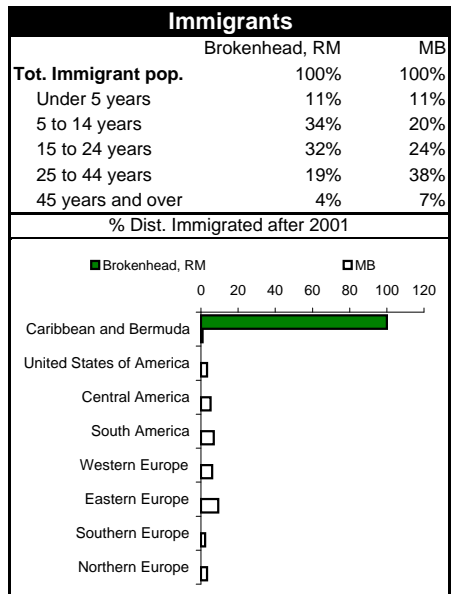 Immigrants
Brokenhead, RM MB
Tot. Immigrant pop. 100% 100%
Under 5 years 11% 11%
5 to 14 years 34% 20%
15 to 24 years 32% 24%
25 to 44 years 19% 38%
45 years and over 4% 7%
% Dist. Immigrated after 2001
Brokenhead, RM MB
0 20 40 60 80 100 120
Caribbean and Bermuda
United States of America
Central America
South America
Western Europe
Eastern Europe
Southern Europe
Northern Europe